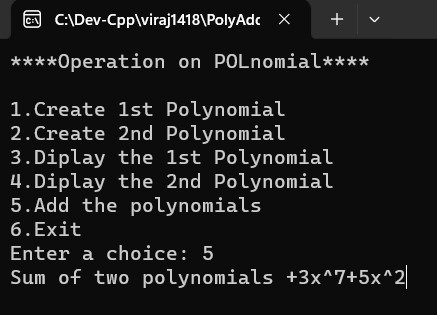 C:\Dev-Cpp\viraj1418\PolyAdd
****Operation on POLnomial****
1.Create 1st Polynomial
2.Create 2nd Polynomial
3.Diplay the 1st Polynomial
4.Diplay the 2nd Polynomial
5.Add the polynomials
6.Exit
Enter a choice: 5
Sum of two polynomials +3x^7+5x^2